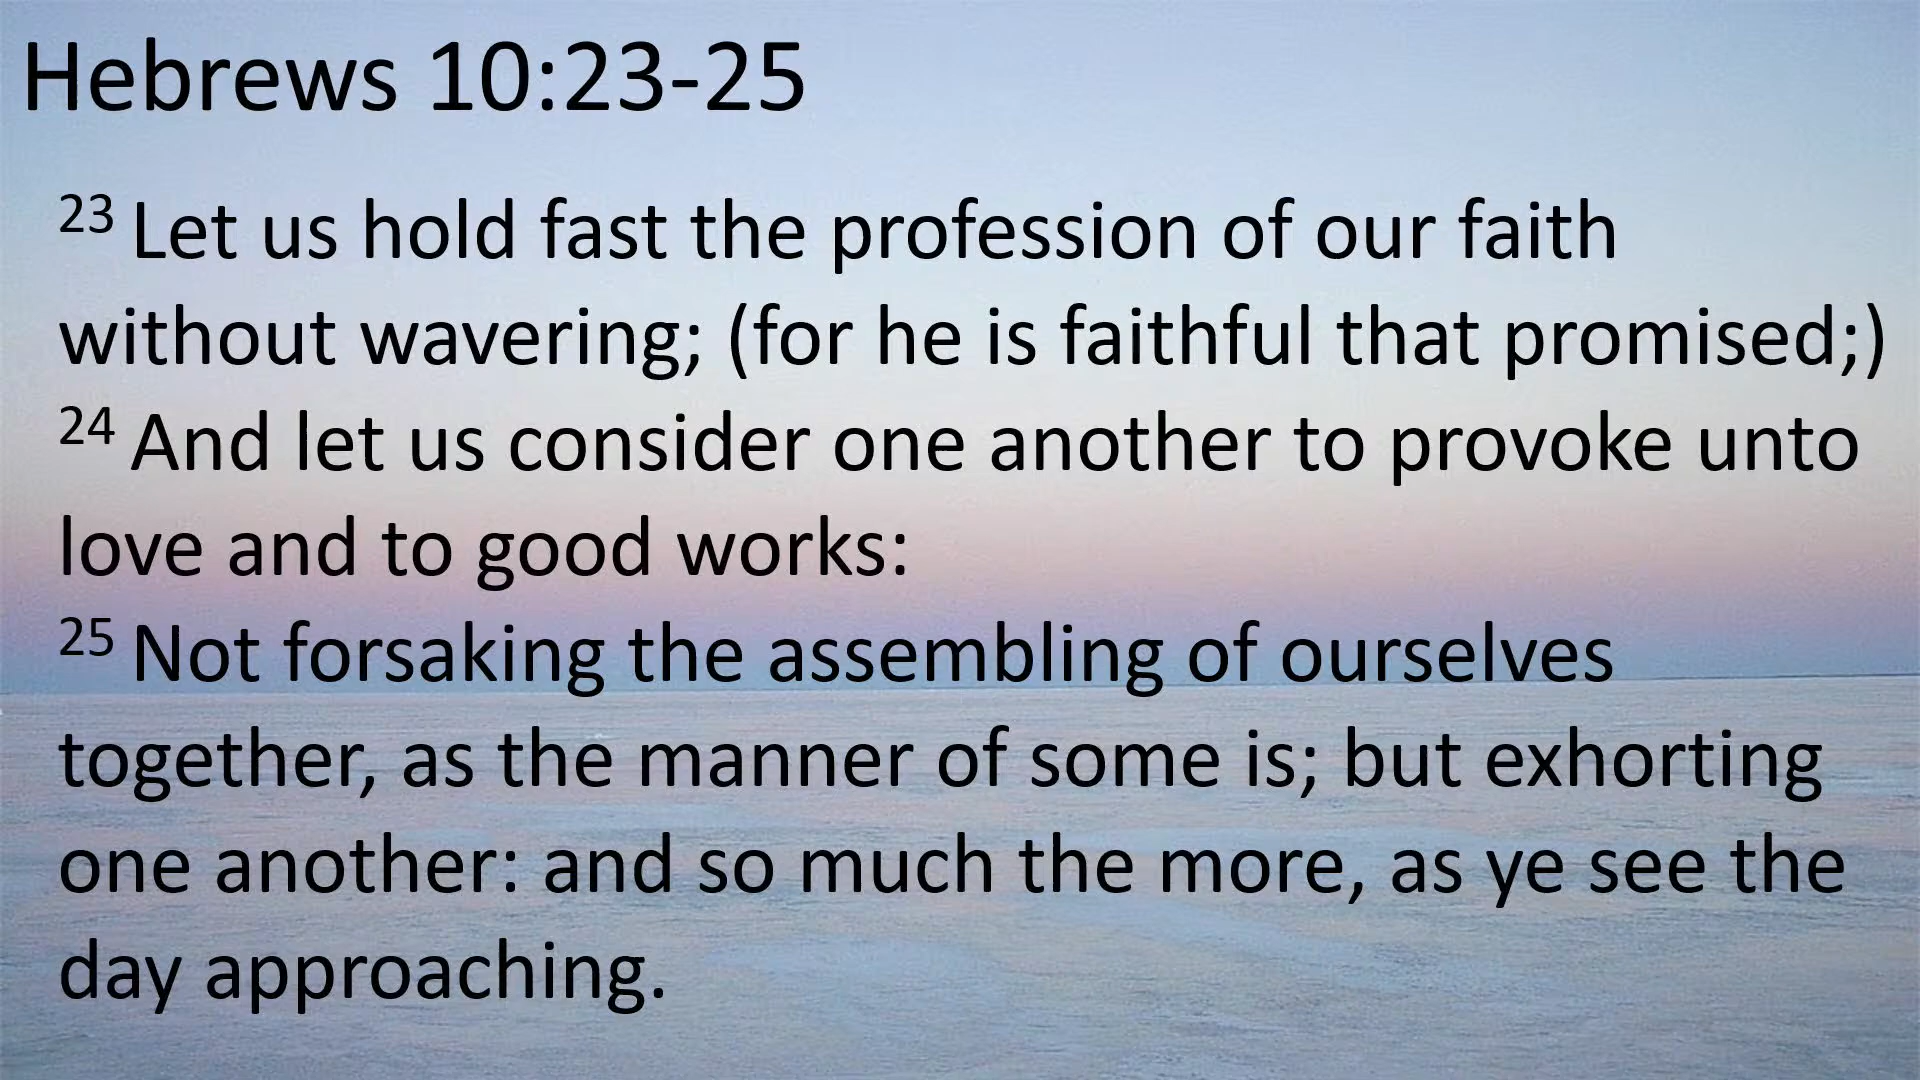 Hebrews 10:23-25
23 Let us hold fast the profession of our faith
without wavering; (for he is faithful that promised;)
24 And let us consider one another to provoke unto
love and to good works:
25 Not forsaking the assembling of ourselves
together, as the manner of some is; but exhorting
one another: and so much the more, as ye see the
day approaching.